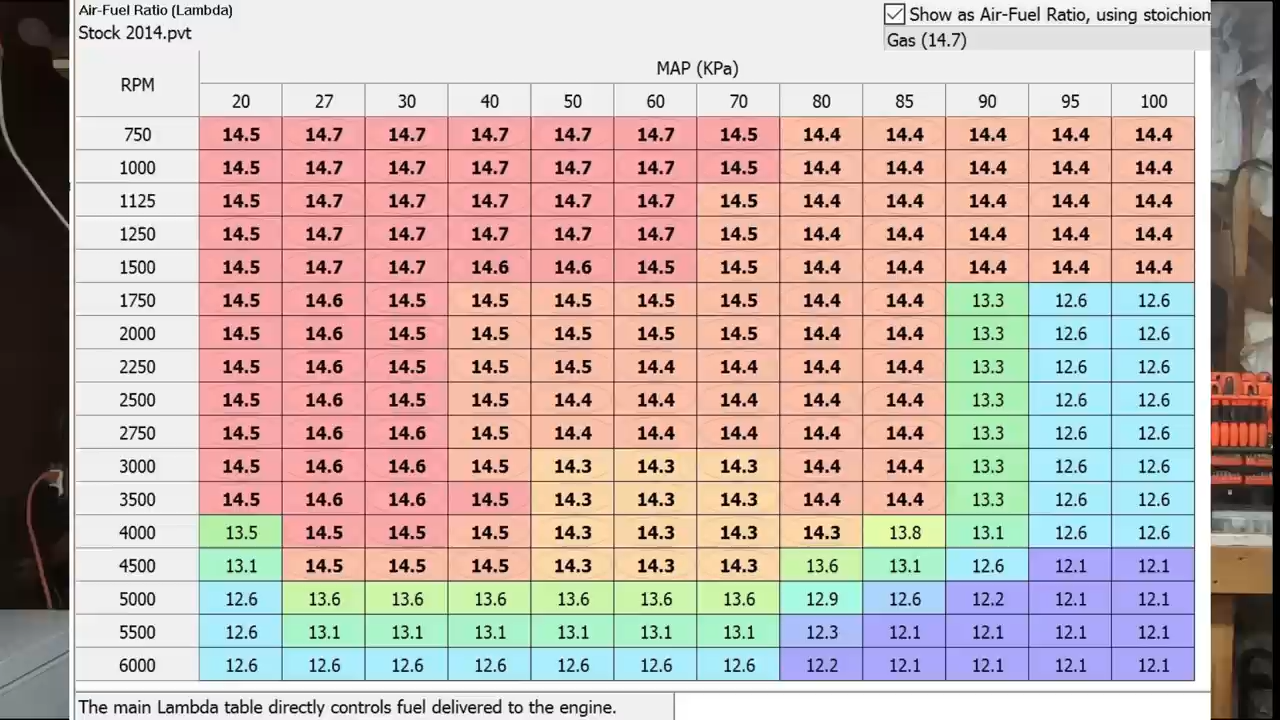 Air-Fuel Ratio (Lambda)
Show as Air-Fuel Ratio, using stoichiom
Stock 2014.pvt
Gas (14.7)
RPM
MAP (KPa)
20 27 30 40 50 60 70 80 85 90 95 100
750 14.5 14.7 14.7 14.7 14.7 14.7 14.5 14.4 14.4 14.4 14.4 14.4
1000 14.5 14.7 14.7 14.7 14.7 14.7 14.5 14.4 14.4 14.4 14.4 14.4
1125 14.5 14.7 14.7 14.7 14.7 14.7 14.5 14.4 14.4 14.4 14.4 14.4
1250 14.5 14.7 14.7 14.7 14.7 14.7 14.5 14.4 14.4 14.4 14.4 14.4
1500 14.5 14.7 14.7 14.6 14.6 14.5 14.5 14.4 14.4 14.4 14.4 14.4
1750 14.5 14.6 14.5 14.5 14.5 14.5 14.5 14.4 14.4 13.3 12.6 12.6
2000 14.5 14.6 14.5 14.5 14.5 14.5 14.5 14.4 14.4 13.3 12.6 12.6
2250 14.5 14.6 14.5 14.5 14.5 14.4 14.4 14.4 14.4 13.3 12.6 12.6
2500 14.5 14.6 14.5 14.5 14.4 14.4 14.4 14.4 14.4 13.3 12.6 12.6
2750 14.5 14.6 14.6 14.5 14.4 14.4 14.4 14.4 14.4 13.3 12.6 12.6
3000 14.5 14.6 14.6 14.5 14.3 14.3 14.3 14.4 14.4 13.3 12.6 12.6
3500 14.5 14.6 14.6 14.5 14.3 14.3 14.3 14.4 14.4 13.3 12.6 12.6
4000 13.5 14.5 14.5 14.5 14.3 14.3 14.3 14.3 13.8 13.1 12.6 12.6
4500 13.1 14.5 14.5 14.5 14.3 14.3 14.3 13.6 13.1 12.6 12.1 12.1
5000 12.6 13.6 13.6 13.6 13.6 13.6 13.6 12.9 12.6 12.2 12.1 12.1
5500 12.6 13.1 13.1 13.1 13.1 13.1 13.1 12.3 12.1 12.1 12.1 12.1
6000 12.6 12.6 12.6 12.6 12.6 12.6 12.6 12.2 12.1 12.1 12.1 12.1
The main Lambda table directly controls fuel delivered to the engine.